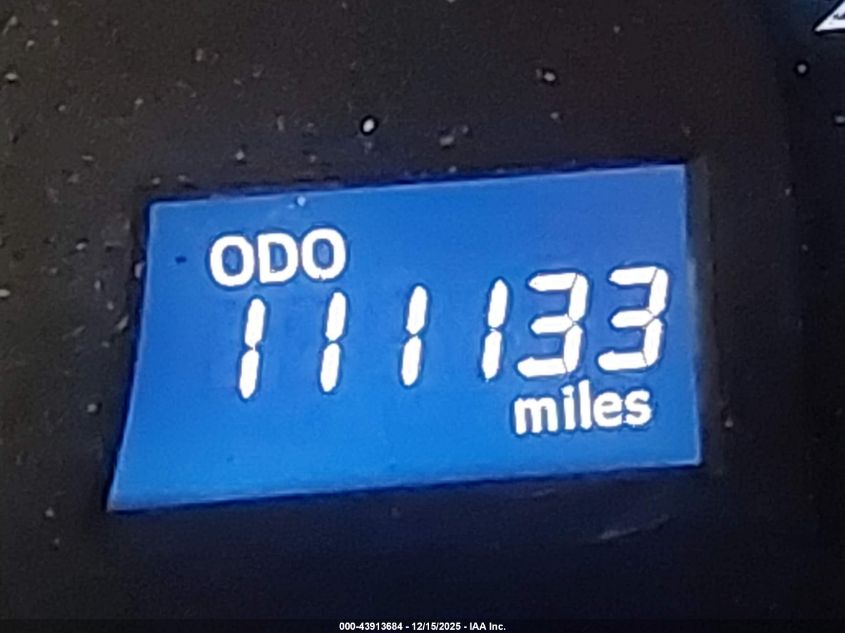 ODO
111133
miles
000-43913684 - 12/15/2025 - IAA Inc.